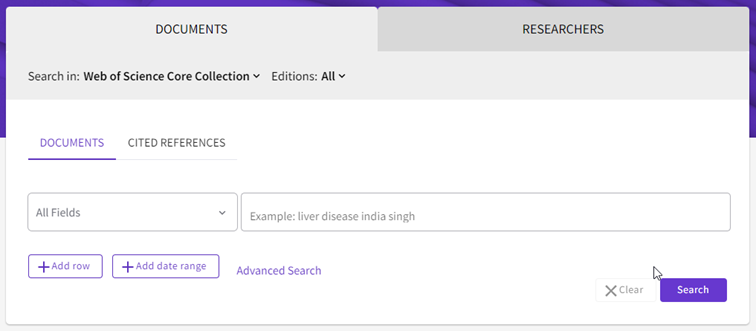 DOCUMENTS RESEARCHERS
Search in: Web of Science Core Collection Editions: All
DOCUMENTS CITED REFERENCES
All Fields Example: liver disease india singh
Add row Add date range Advanced Search
Clear Search